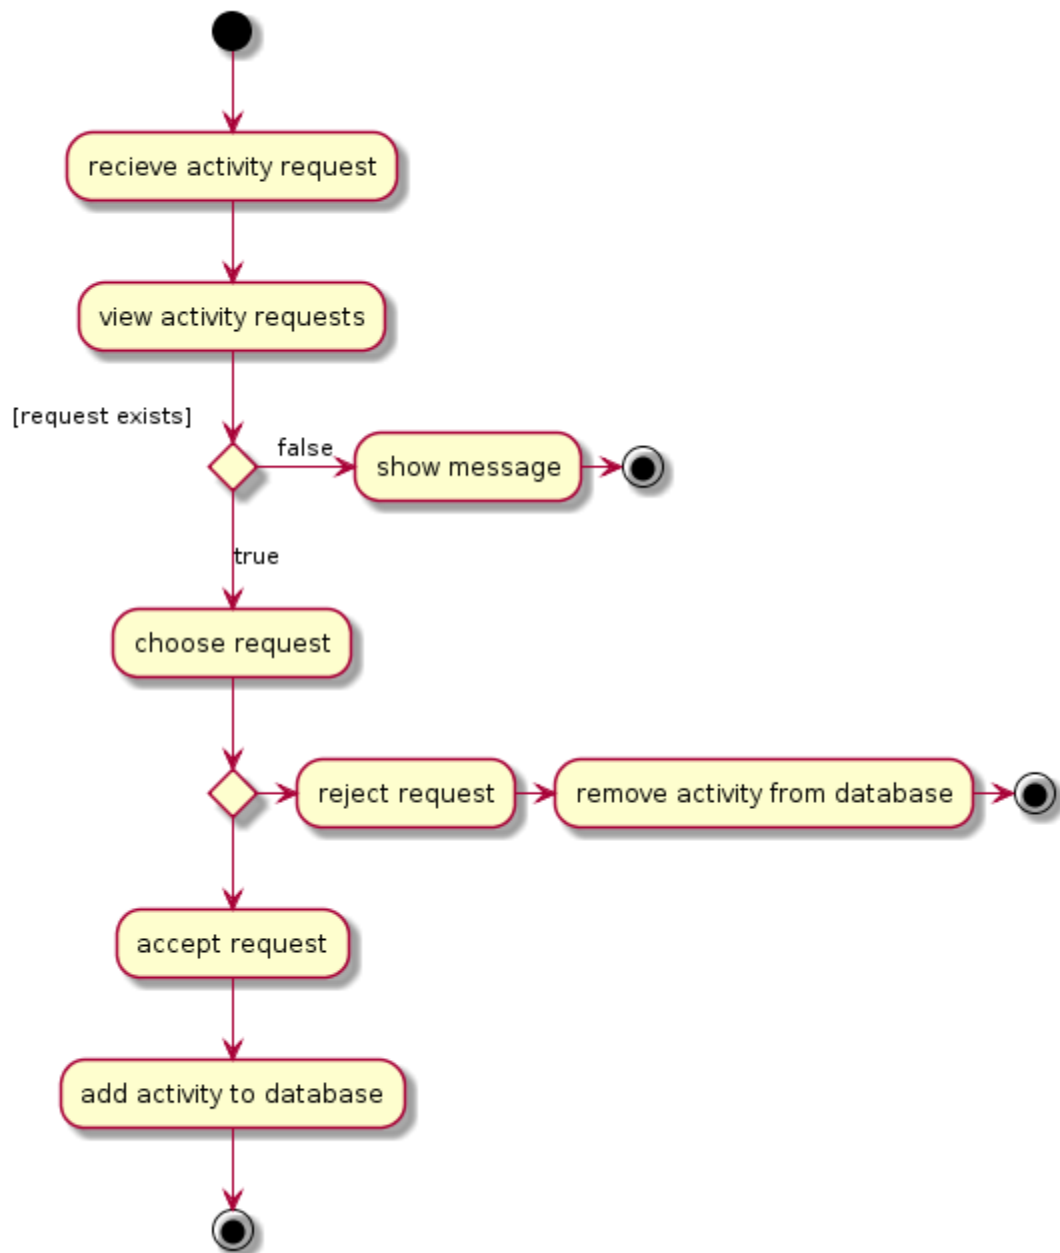 recieve activity request
view activity requests
[request exists]
false
show message
true
choose request
reject request
remove activity from database
accept request
add activity to database